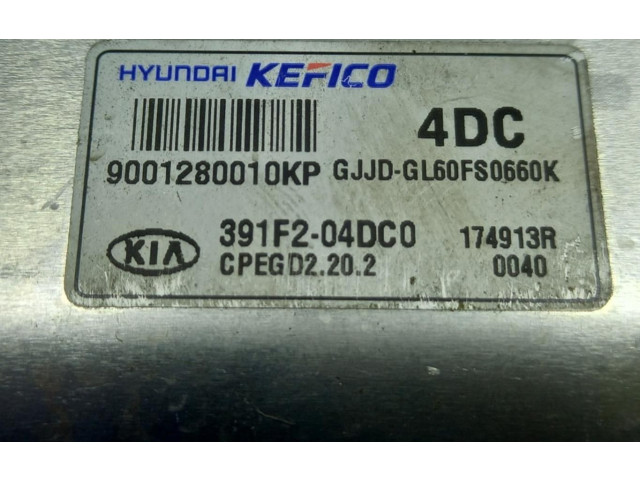 HYUNDAI KEFICO
4DC
9001280010KP GJJD-GL60FS0660K
KIA 391F2-04DC0 174913R
CPEGD2.20.2 0040